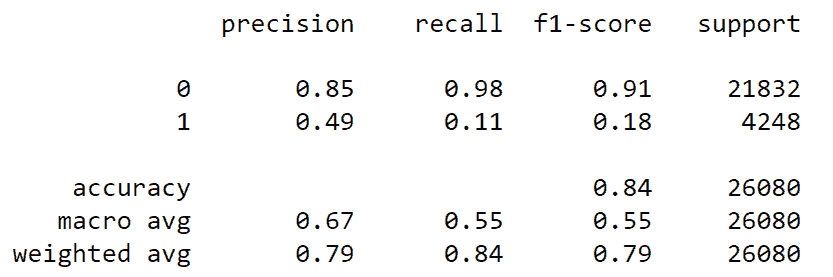 precision recall f1-score support
0 0.85 0.98 0.91 21832
1 0.49 0.11 0.18 4248
accuracy 0.84 26080
macro avg 0.67 0.55 0.55 26080
weighted avg 0.79 0.84 0.79 26080